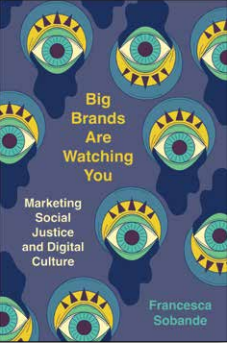 Big
Brands
Are
Watching
You
Marketing
Social
Justice
and Digital
Culture
Francesca
Sobande